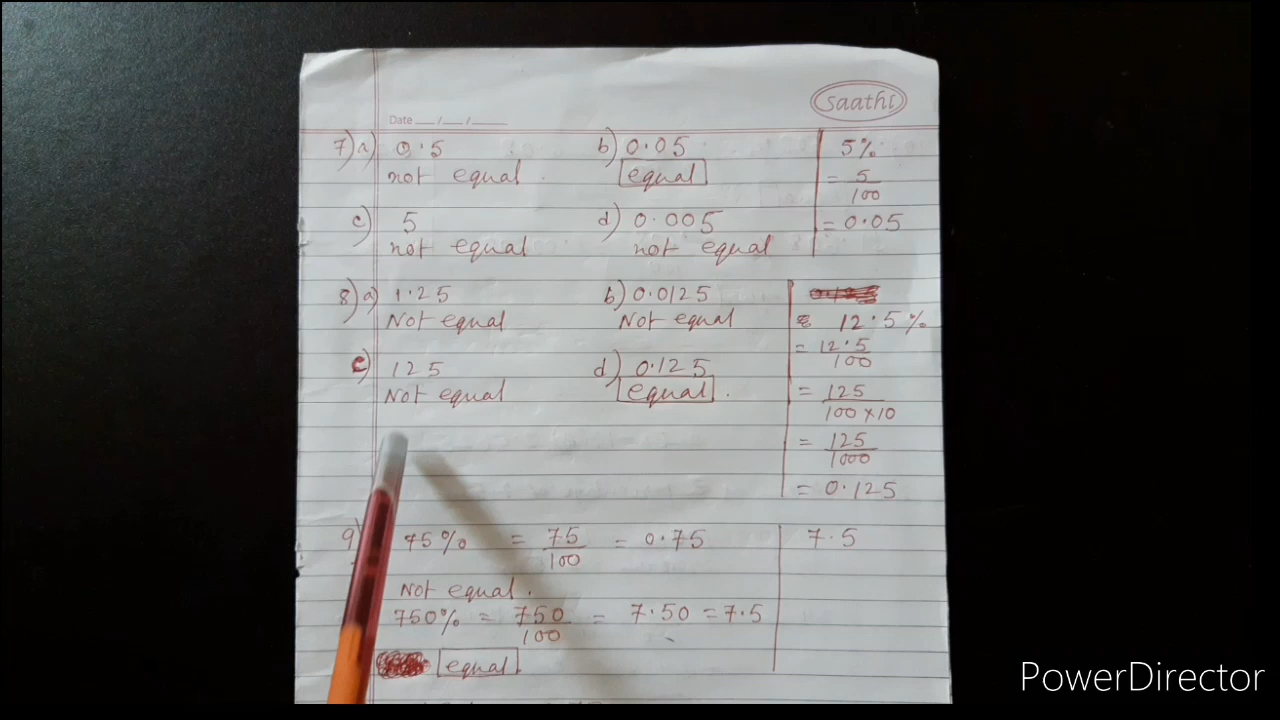 saathi
Date __/__/____
7) a) 0.5 b) 0.05
not equal equal
c) 5 d) 0.005
not equal not equal
5%
= 5/100
= 0.05
8) a) 1.25 b) 0.0125
Not equal Not equal
c) 125 d) 0.125
Not equal equal.
12.5%
= 12.5/100
= 125/100×10
= 125/1000
= 0.125
9) 75% = 75/100 = 0.75
Not equal.
750% = 750/100 = 7.50 = 7.5
equal
7.5
PowerDirector